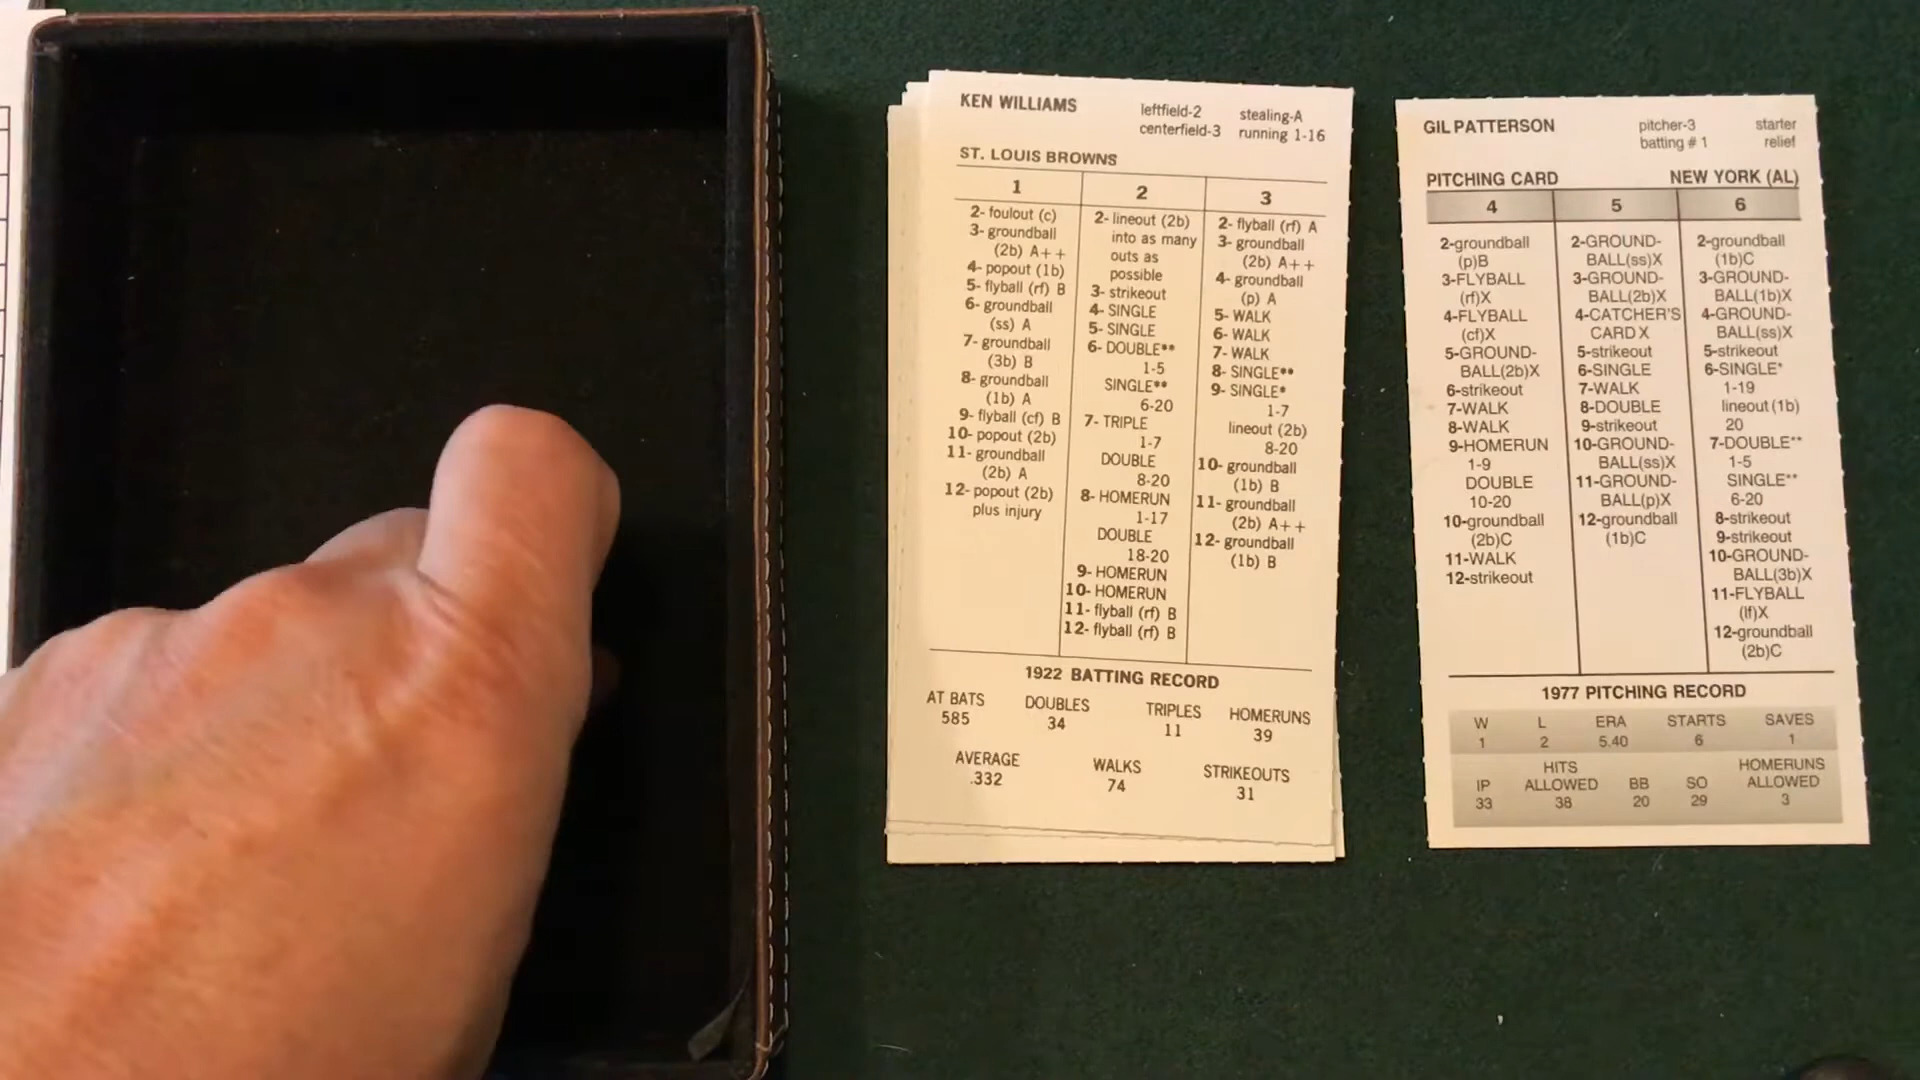 KEN WILLIAMS
leftfield-2
centerfield-3
stealing-A
running 1-16
ST. LOUIS BROWNS
1
2- foulout (c)
3- groundball
(2b) A++
4- popout (1b)
5- flyball (rf) B
6- groundball
(ss) A
7- groundball
(3b) B
8- groundball
(1b) A
9- flyball (cf) B
10- popout (2b)
11- groundball
(2b) A
12- popout (2b)
plus injury
2
2- lineout (2b)
into as many
outs as
possible
3- strikeout
4- SINGLE
5- SINGLE
6- DOUBLE**
1-5
SINGLE**
6-20
7- TRIPLE
1-7
DOUBLE
8-20
8- HOMERUN
1-17
DOUBLE
18-20
9- HOMERUN
10- HOMERUN
11- flyball (rf) B
12- flyball (rf) B
3
2- flyball (rf) A
3- groundball
(2b) A++
4- groundball
(p) A
5- WALK
6- WALK
7- WALK
8- SINGLE**
9- SINGLE*
1-7
lineout (2b)
8-20
10- groundball
(1b) B
11- groundball
(2b) A++
12- groundball
(1b) B
1922 BATTING RECORD
AT BATS
585
DOUBLES
34
TRIPLES
11
HOMERUNS
39
AVERAGE
.332
WALKS
74
STRIKEOUTS
31
GIL PATTERSON
pitcher-3
batting # 1
starter
relief
PITCHING CARD
NEW YORK (AL)
4
2-groundball
(p)B
3-FLYBALL
(rf)X
4-FLYBALL
(cf)X
5-GROUND-
BALL(2b)X
6-strikeout
7-WALK
8-WALK
9-HOMERUN
1-9
DOUBLE
10-20
10-groundball
(2b)C
11-WALK
12-strikeout
5
2-GROUND-
BALL(ss)X
3-GROUND-
BALL(2b)X
4-CATCHER'S
CARD X
5-strikeout
6-SINGLE
7-WALK
8-DOUBLE
9-strikeout
10-GROUND-
BALL(ss)X
11-GROUND-
BALL(p)X
12-groundball
(1b)C
6
2-groundball
(1b)C
3-GROUND-
BALL(1b)X
4-GROUND-
BALL(ss)X
5-strikeout
6-SINGLE*
1-19
lineout (1b)
20
7-DOUBLE**
1-5
SINGLE**
6-20
8-strikeout
9-strikeout
10-GROUND-
BALL(3b)X
11-FLYBALL
(lf)X
12-groundball
(2b)C
1977 PITCHING RECORD
W
1
L
2
ERA
5.40
STARTS
6
SAVES
1
IP
33
HITS
ALLOWED
38
BB
20
SO
29
HOMERUNS
ALLOWED
3